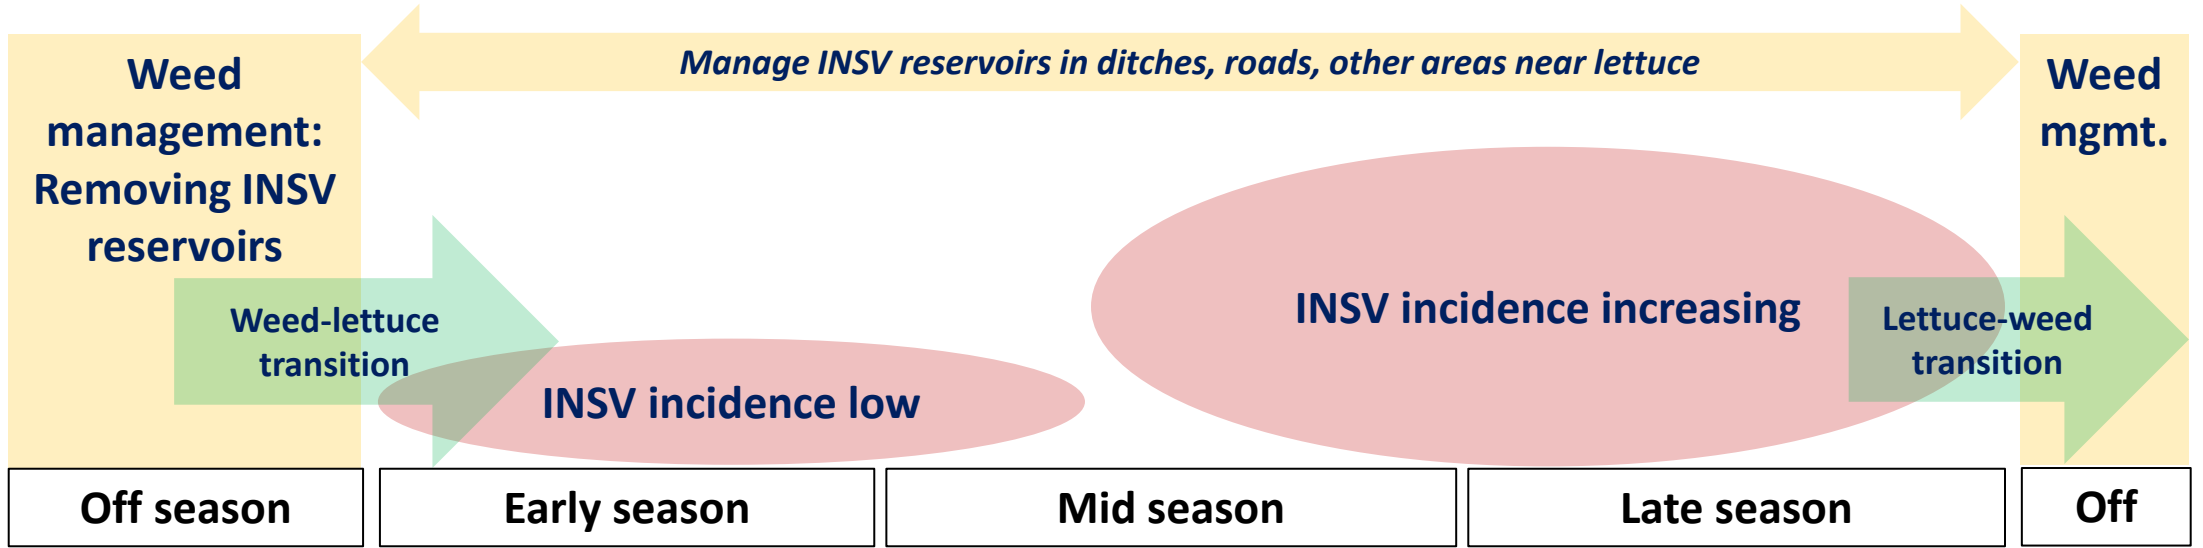 Weed
management:
Removing INSV
reservoirs
Manage INSV reservoirs in ditches, roads, other areas near lettuce
Weed
mgmt.
Weed-lettuce
transition
INSV incidence low
INSV incidence increasing
Lettuce-weed
transition
Off season
Early season
Mid season
Late season
Off